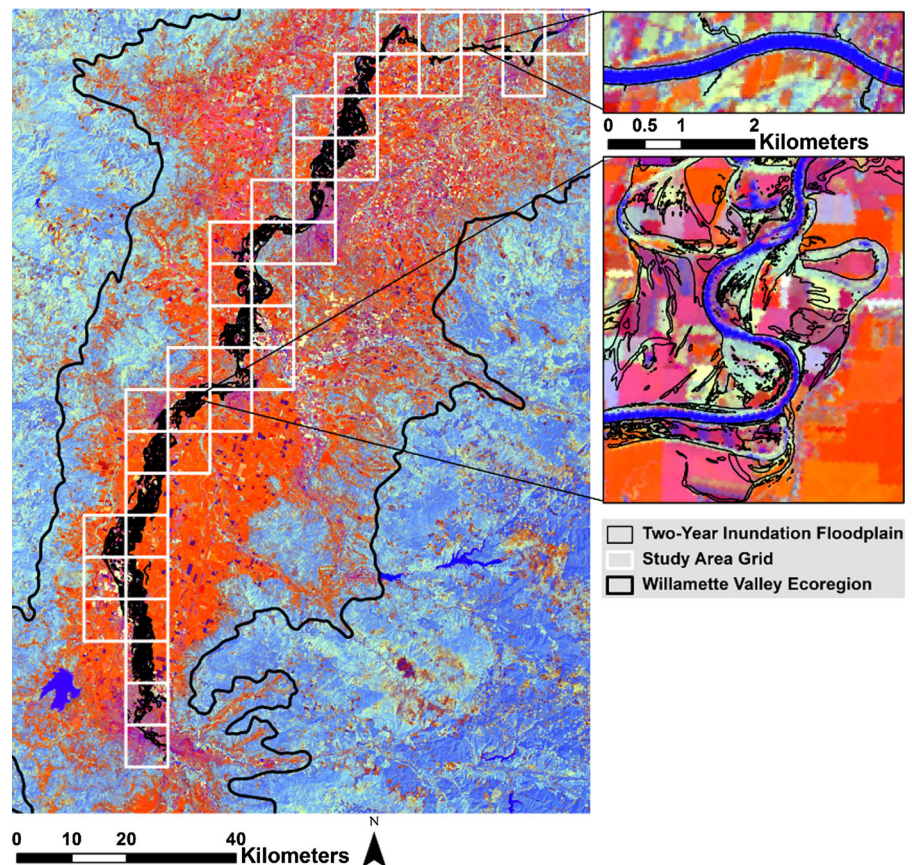 0 0.5 1 2 Kilometers
Two-Year Inundation Floodplain
Study Area Grid
Willamette Valley Ecoregion
0 10 20 40 Kilometers
N